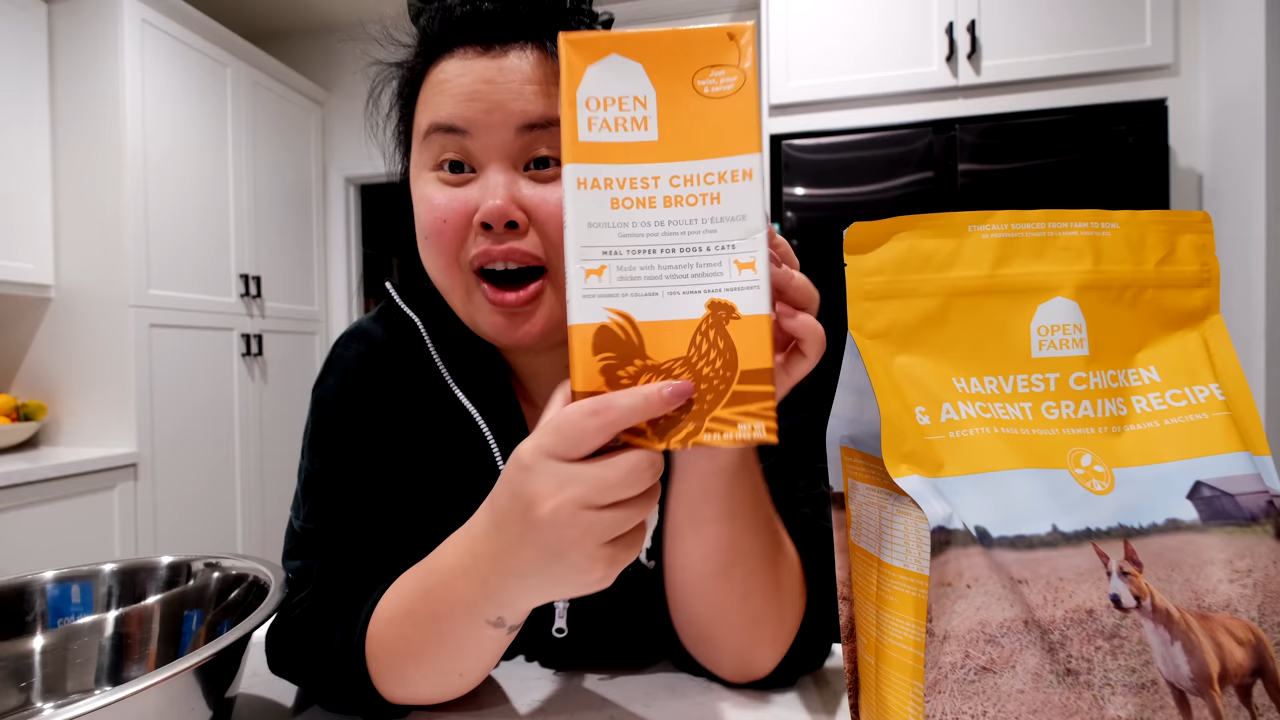 Just
twist, pour
& serve!
OPEN
FARM
HARVEST CHICKEN
BONE BROTH
BOUILLON D'OS DE POULET D'ÉLEVAGE
Garniture pour chiens et pour chats
MEAL TOPPER FOR DOGS & CATS
Made with humanely farmed
chicken raised without antibiotics
100% HUMAN GRADE INGREDIENTS
NET WT
ETHICALLY SOURCED FROM FARM TO BOWL
OPEN
FARM
HARVEST CHICKEN
& ANCIENT GRAINS RECIPE
RECETTE À BASE DE POULET FERMIER ET DE GRAINS ANCIENS